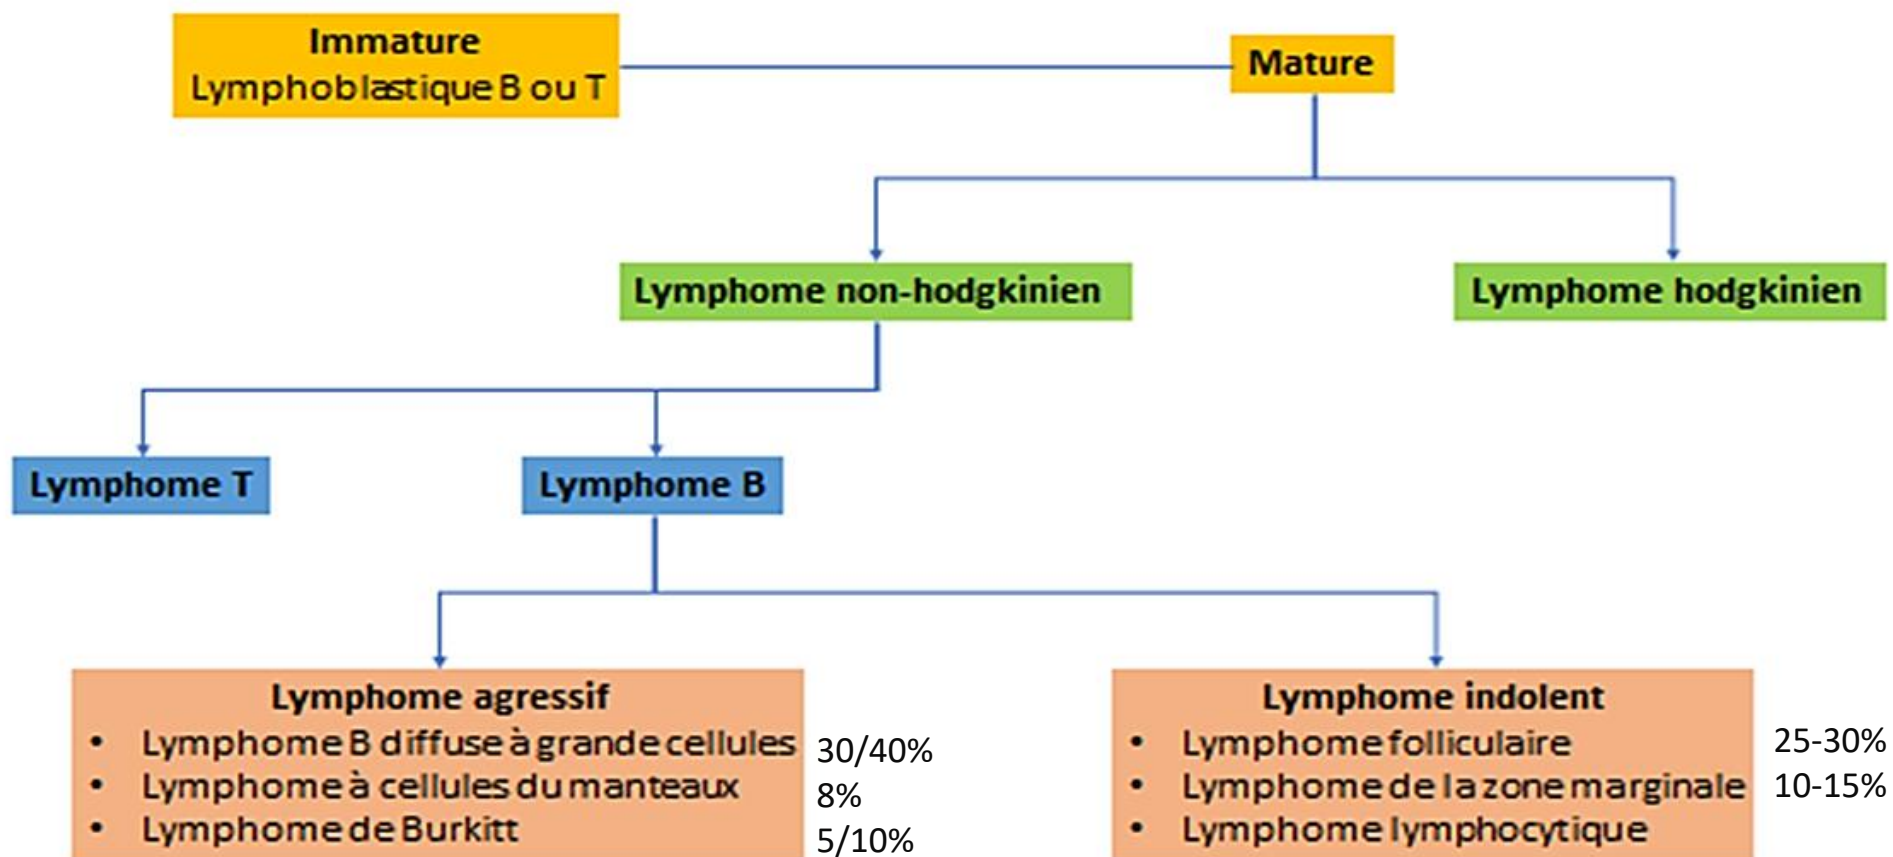 Immature
Lymphoblastique B ou T
Mature
Lymphome non-hodgkinien
Lymphome hodgkinien
Lymphome T
Lymphome B
Lymphome agressif
• Lymphome B diffuse à grande cellules 30/40%
• Lymphome à cellules du manteaux 8%
• Lymphome de Burkitt 5/10%
Lymphome indolent
• Lymphome folliculaire 25-30%
• Lymphome de la zone marginale 10-15%
• Lymphome lymphocytique